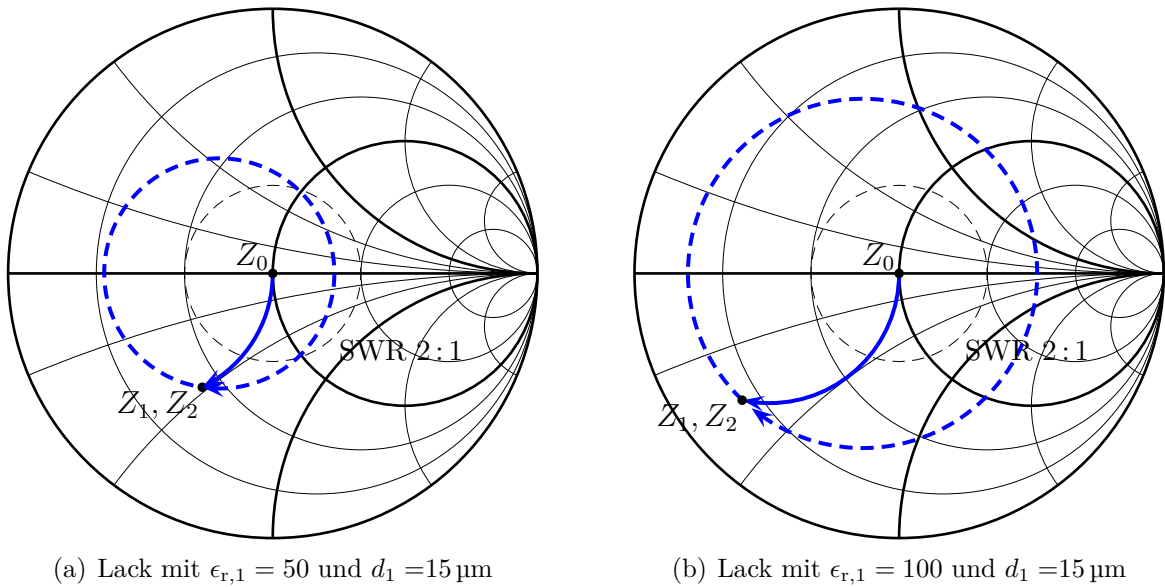 Z₀
SWR 2 : 1
Z₁, Z₂
(a) Lack mit ϵr,1 = 50 und d₁ =15 µm
Z₀
SWR 2 : 1
Z₁, Z₂
(b) Lack mit ϵr,1 = 100 und d₁ =15 µm